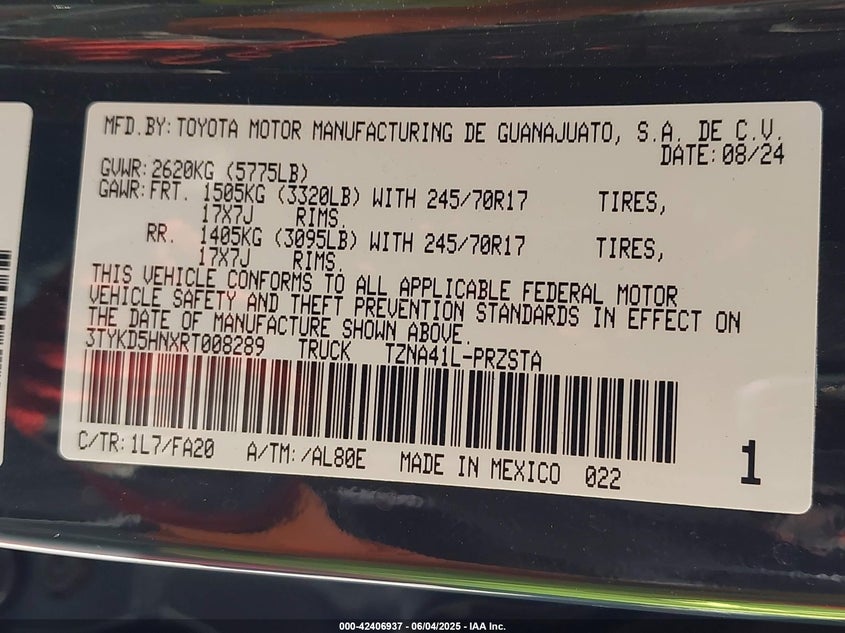 MFD.BY: TOYOTA MOTOR MANUFACTURING DE GUANAJUATO, S.A. DE C.V.
DATE: 08/24
GVWR: 2620KG (5775LB)
GAWR: FRT. 1505KG (3320LB) WITH 245/70R17 TIRES,
17X7J RIMS.
RR. 1405KG (3095LB) WITH 245/70R17 TIRES,
17X7J RIMS.
THIS VEHICLE CONFORMS TO ALL APPLICABLE FEDERAL MOTOR
VEHICLE SAFETY AND THEFT PREVENTION STANDARDS IN EFFECT ON
THE DATE OF MANUFACTURE SHOWN ABOVE.
3TYKD5HNXRT008289 TRUCK TZNA41L-PRZSTA
C/TR: 1L7/FA20 A/TM: /AL80E MADE IN MEXICO 022
1
000-42406937 - 06/04/2025 - IAA Inc.